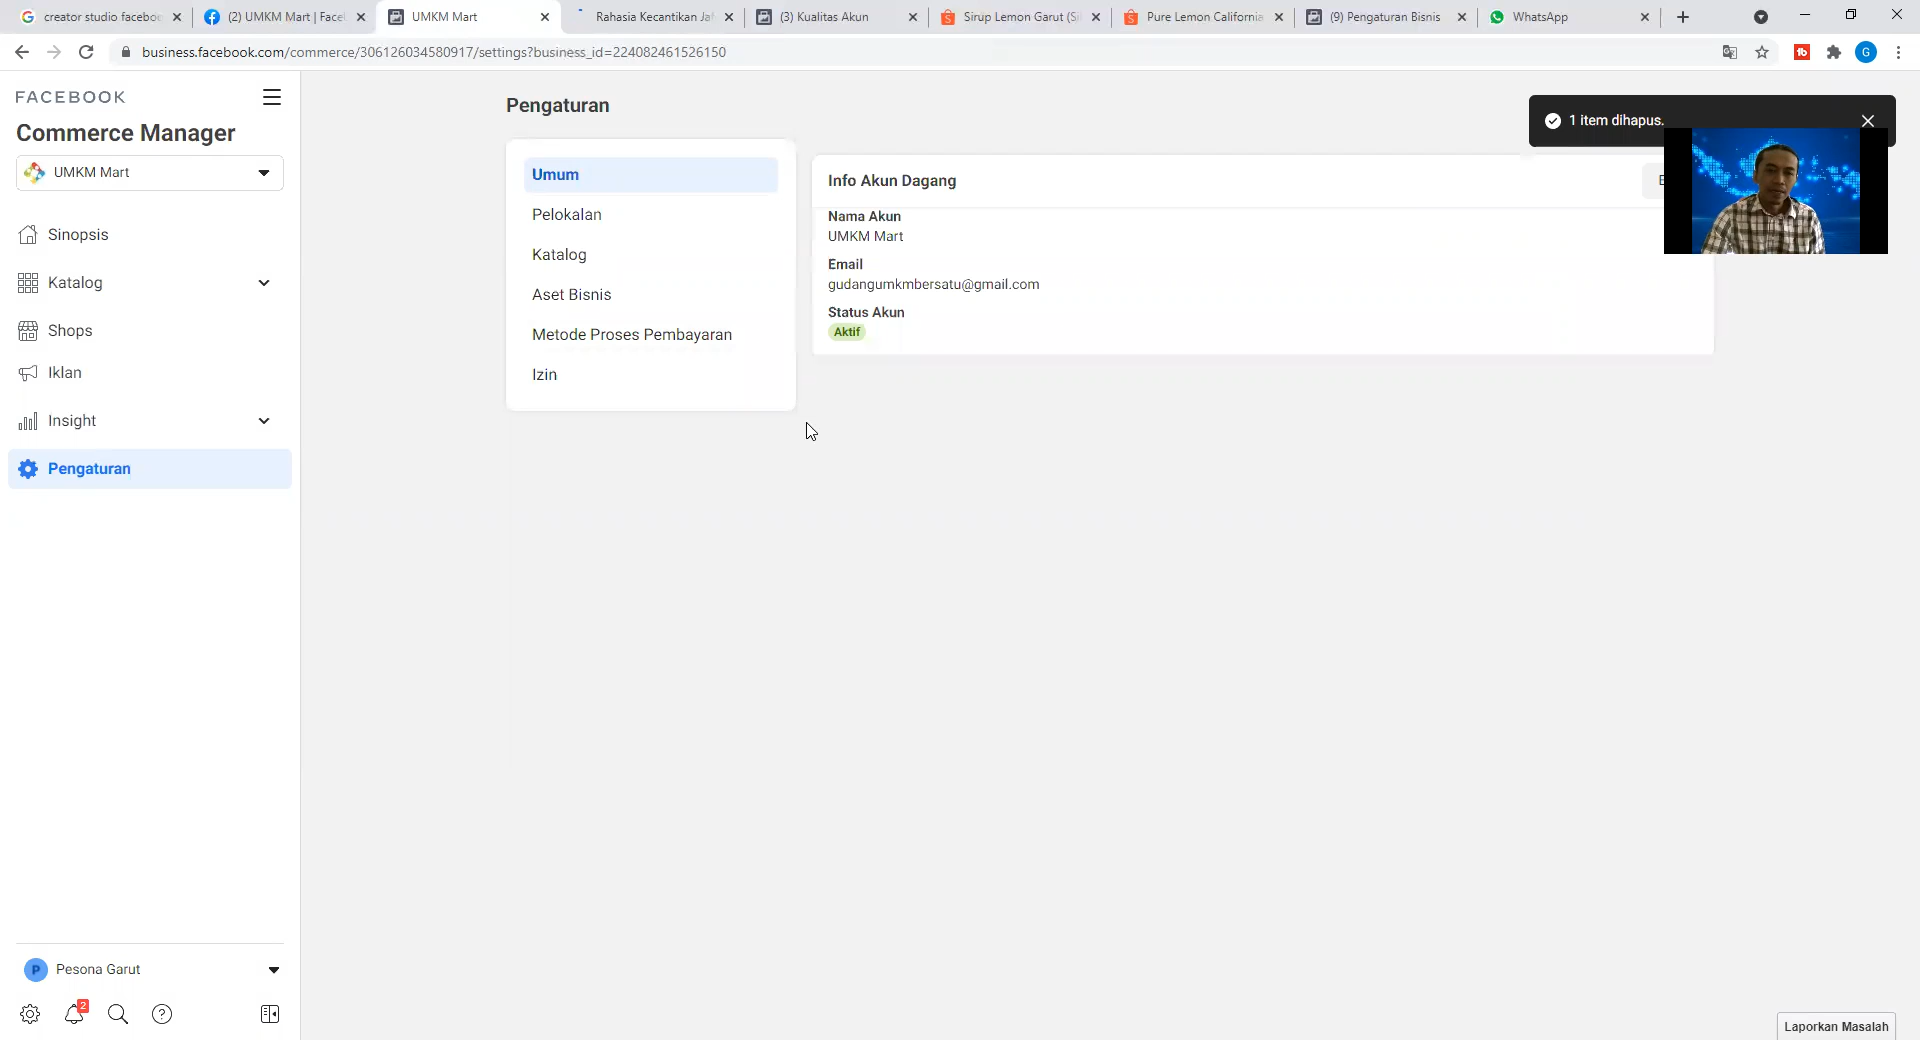 creator studio facebo
(2) UMKM Mart | Face
UMKM Mart
Rahasia Kecantikan Ja
(3) Kualitas Akun
Sirup Lemon Garut (Si
Pure Lemon California
(9) Pengaturan Bisnis
WhatsApp
business.facebook.com/commerce/306126034580917/settings?business_id=224082461526150
G
FACEBOOK
Commerce Manager
UMKM Mart
Sinopsis
Katalog
Shops
Iklan
Insight
Pengaturan
P Pesona Garut
2
Pengaturan
Umum
Pelokalan
Katalog
Aset Bisnis
Metode Proses Pembayaran
Izin
Info Akun Dagang
Nama Akun
UMKM Mart
Email
gudangumkmbersatu@gmail.com
Status Akun
Aktif
1 item dihapus.
Laporkan Masalah